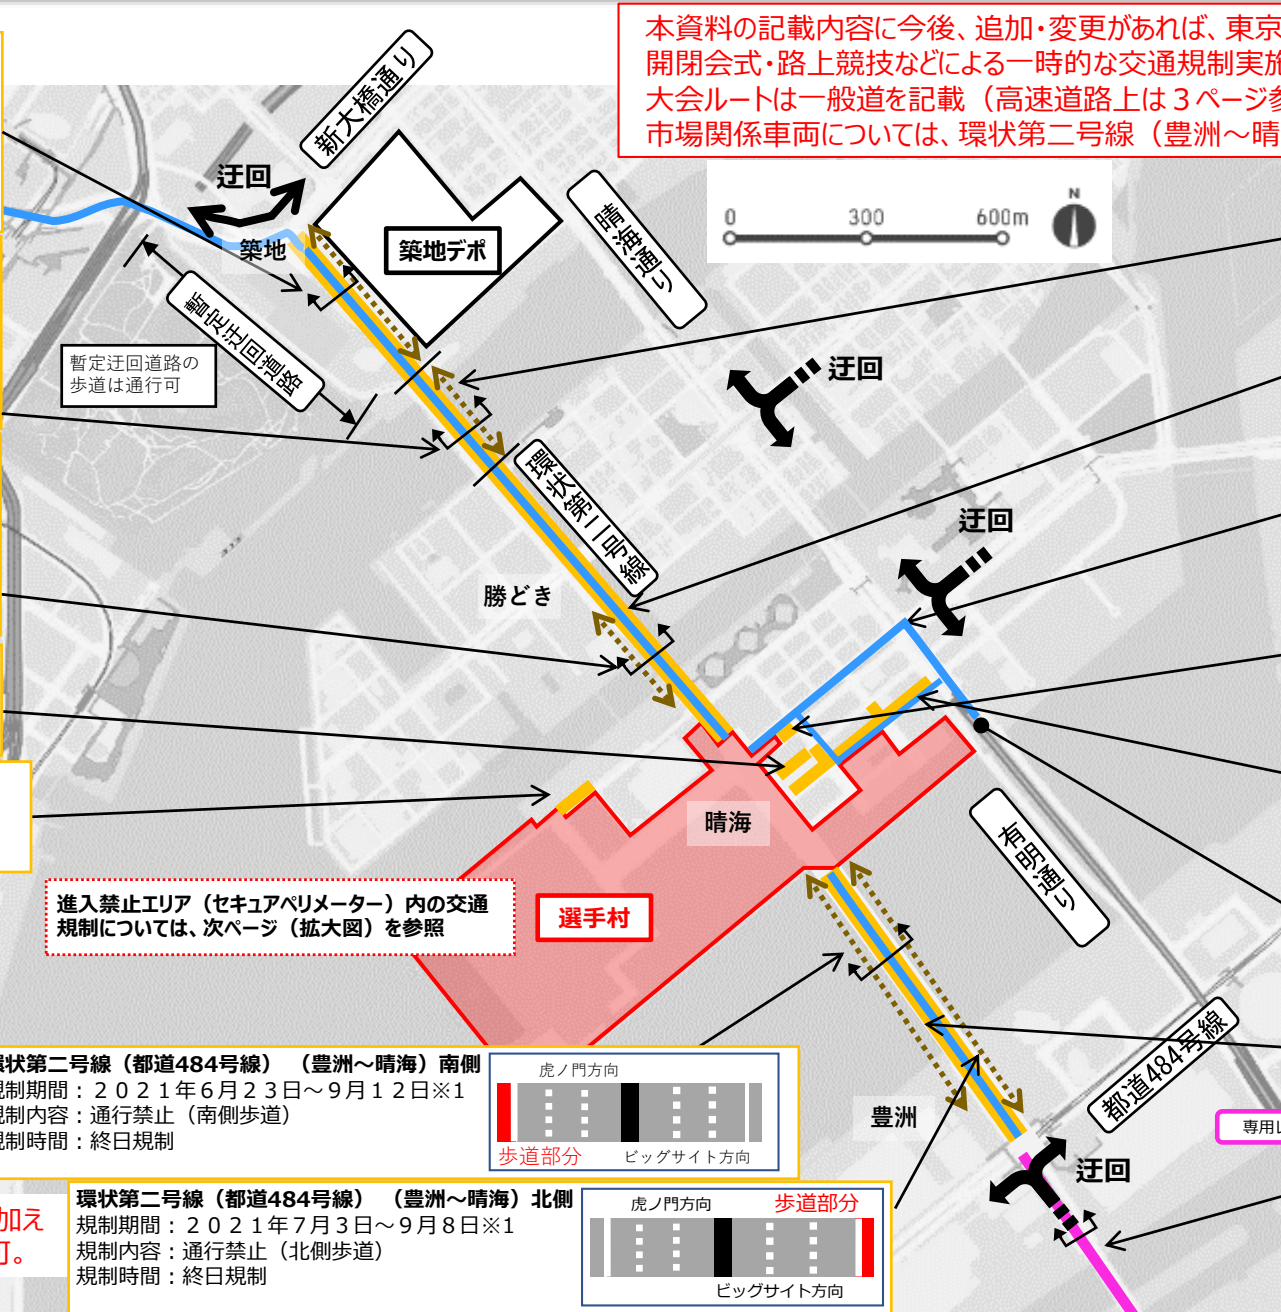 本資料の記載内容に今後、追加・変更があれば、東京
開閉会式・路上競技などによる一時的な交通規制実施
大会ルートは一般道を記載（高速道路上は３ページ参
市場関係車両については、環状第二号線（豊洲～晴
新大橋通り
迂回
築地
築地デポ
晴海通り
0 300 600m
N
暫定迂回道路
暫定迂回道路の
歩道は通行可
迂回
環状第二号線
迂回
勝どき
晴海
有明通り
進入禁止エリア（セキュアペリメーター）内の交通
規制については、次ページ（拡大図）を参照
選手村
都道484号線
豊洲
専用レ
迂回
環状第二号線（都道484号線）（豊洲～晴海）南側
規制期間：２０２１年６月２３日～９月１２日※1
規制内容：通行禁止（南側歩道）
規制時間：終日規制
虎ノ門方向
歩道部分
ビッグサイト方向
加え
可。
環状第二号線（都道484号線）（豊洲～晴海）北側
規制期間：２０２１年７月３日～９月８日※1
規制内容：通行禁止（北側歩道）
規制時間：終日規制
虎ノ門方向
歩道部分
ビッグサイト方向